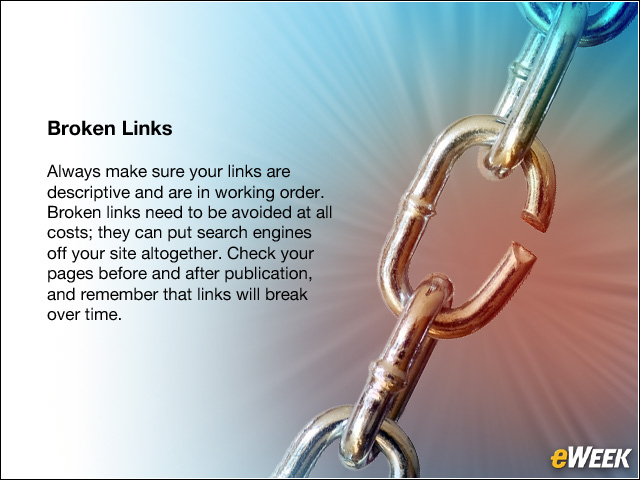 Broken Links
Always make sure your links are
descriptive and are in working order.
Broken links need to be avoided at all
costs; they can put search engines
off your site altogether. Check your
pages before and after publication,
and remember that links will break
over time.
eWEEK